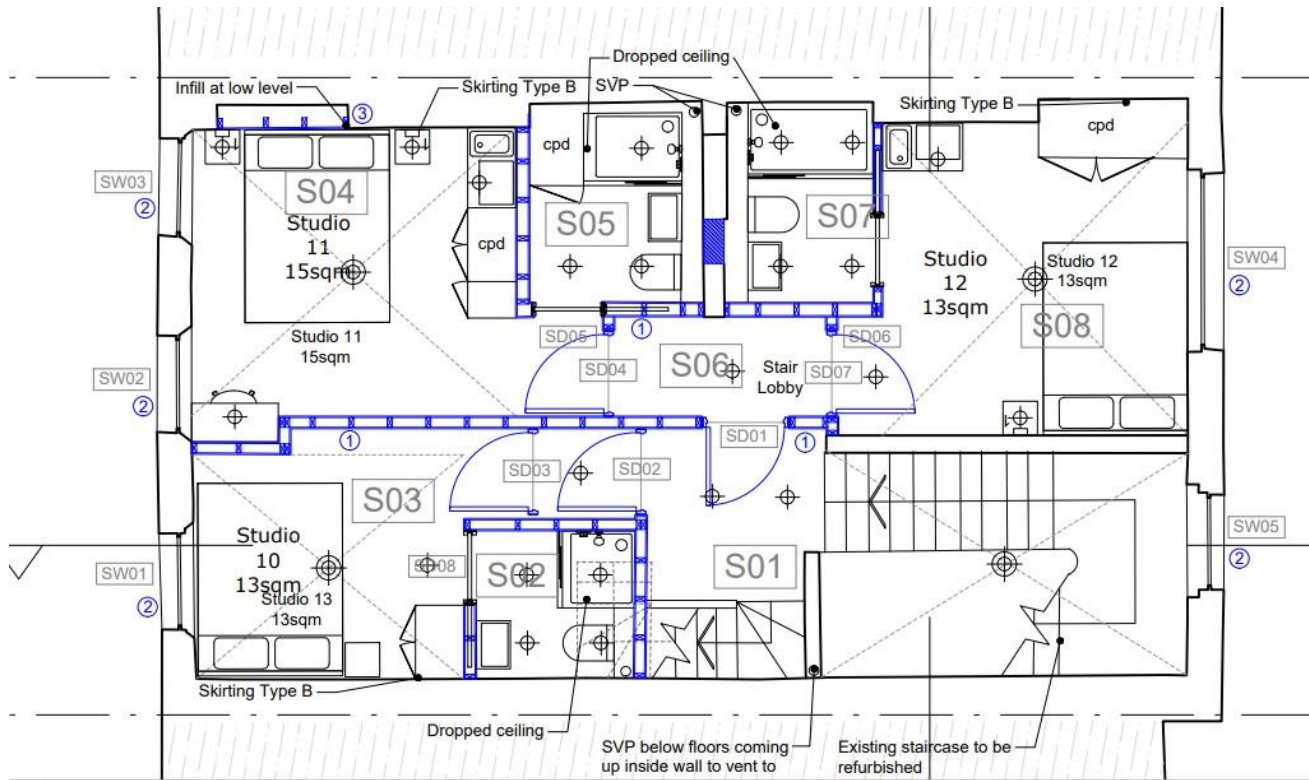 Dropped ceiling
Infill at low level
Skirting Type B
SVP
Skirting Type B
3
cpd
cpd
SW03
2
S04
Studio
11
15sqm
S05
S07
cpd
Studio
12
13sqm
Studio 12
13sqm
SW04
2
S08
Studio 11
15sqm
1
SD05
SD04
S06
Stair
Lobby
SD06
SD07
SW02
2
1
SD01
1
SD03
SD02
S03
Studio
10
13sqm
Studio 13
13sqm
SW01
2
SD08
S02
S01
SW05
2
Skirting Type B
Dropped ceiling
SVP below floors coming
up inside wall to vent to
Existing staircase to be
refurbished